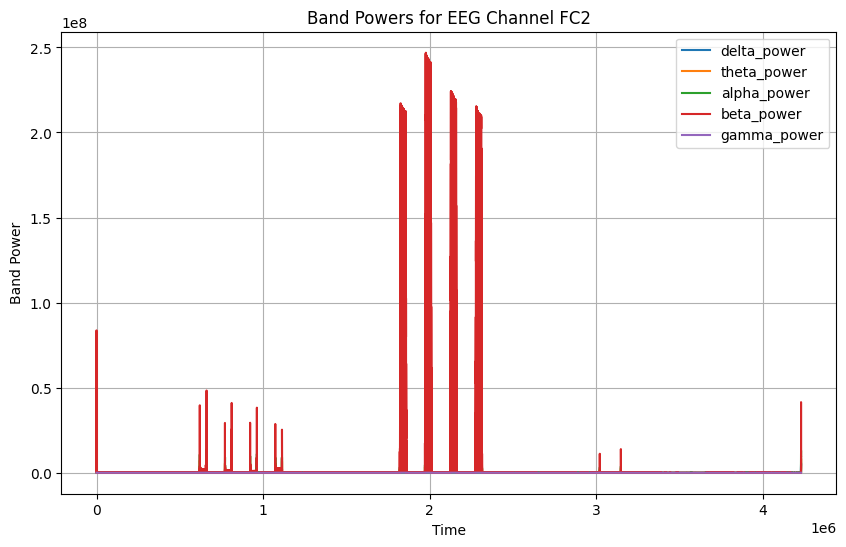 Band Powers for EEG Channel FC2
1e8
delta_power
theta_power
alpha_power
beta_power
gamma_power
2.5
2.0
1.5
1.0
0.5
0.0
Band Power
0 1 2 3 4
1e6
Time